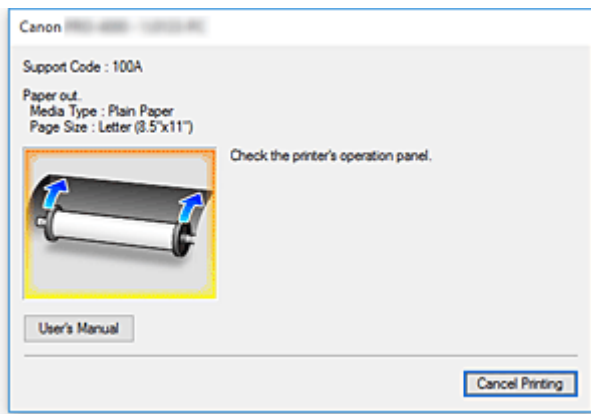 Canon
Support Code : 100A
Paper out.
Media Type : Plain Paper
Page Size : Letter (8.5"x11")
Check the printer's operation panel.
User's Manual
Cancel Printing